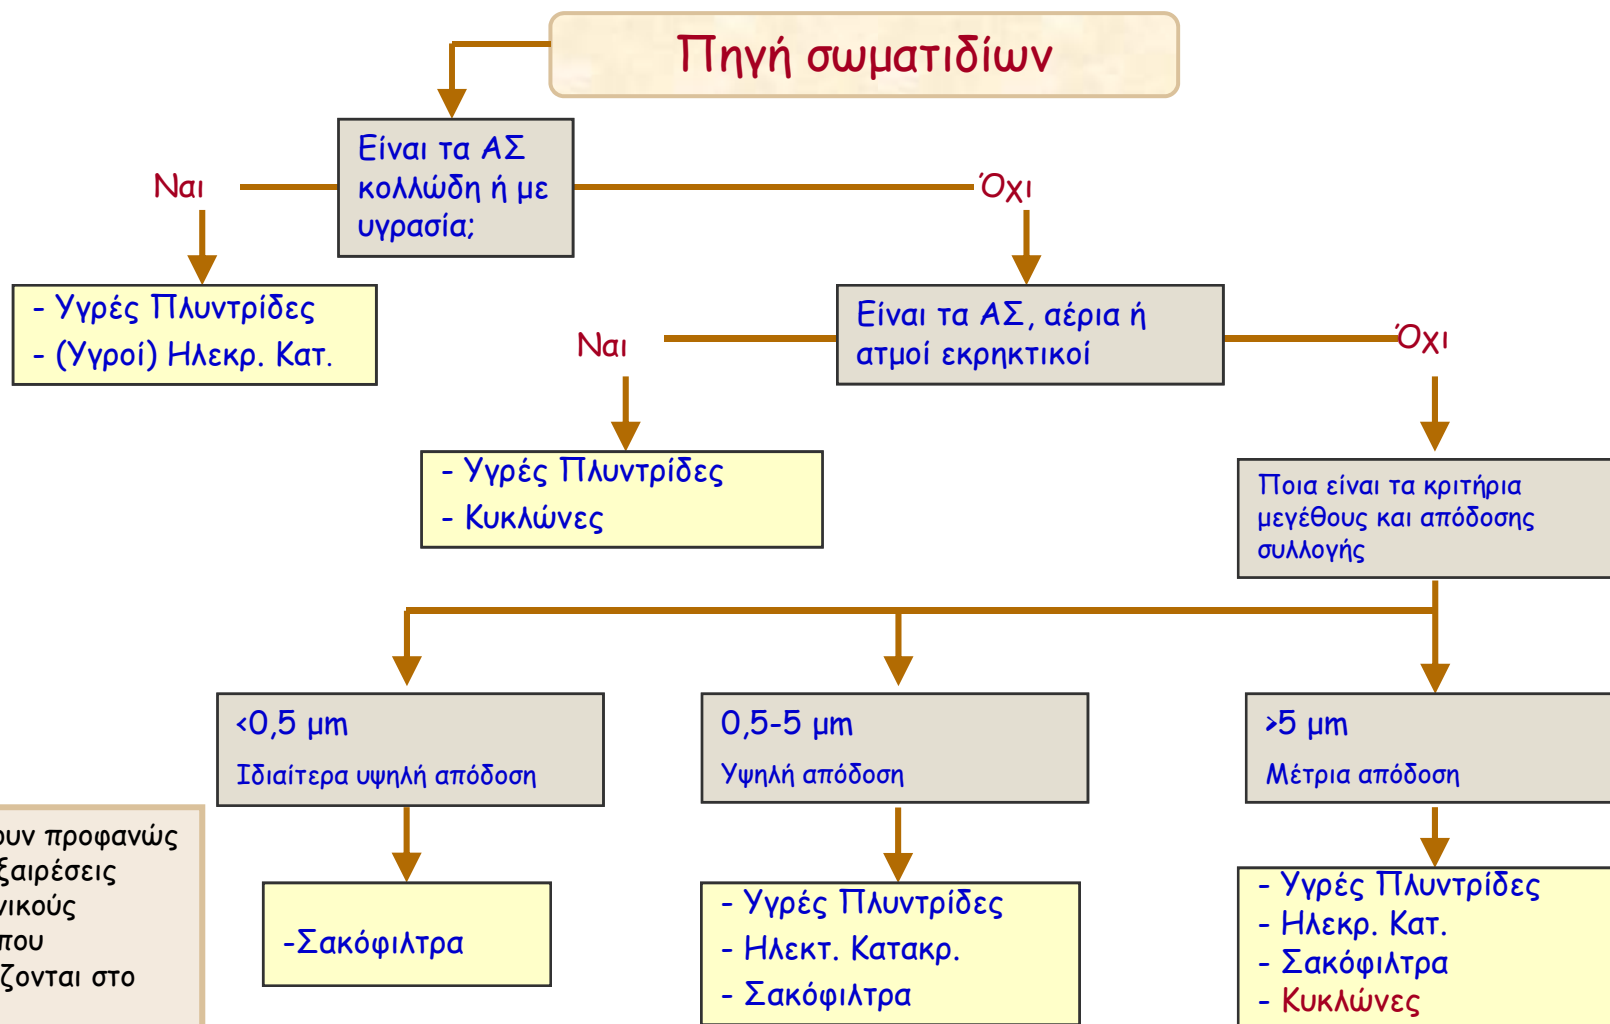 Πηγή σωματιδίων
Είναι τα ΑΣ
κολλώδη ή με
υγρασία;
Ναι
Όχι
- Υγρές Πλυντρίδες
- (Υγροί) Ηλεκρ. Κατ.
Είναι τα ΑΣ, αέρια ή
ατμοί εκρηκτικοί
Ναι
Όχι
- Υγρές Πλυντρίδες
- Κυκλώνες
Ποια είναι τα κριτήρια
μεγέθους και απόδοσης
συλλογής
<0,5 μm
Ιδιαίτερα υψηλή απόδοση
0,5-5 μm
Υψηλή απόδοση
>5 μm
Μέτρια απόδοση
-Σακόφιλτρα
- Υγρές Πλυντρίδες
- Ηλεκτ. Κατακρ.
- Σακόφιλτρα
- Υγρές Πλυντρίδες
- Ηλεκρ. Κατ.
- Σακόφιλτρα
- Κυκλώνες
προφανώς
στο